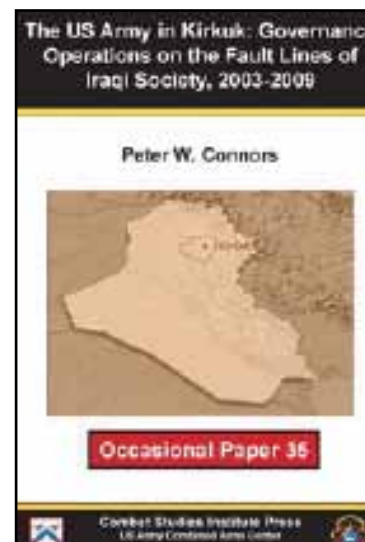 The US Army in Kirkuk: Governanc
Operations on the Fault Lines of
Iraqi Society, 2003-2009
Peter W. Connors
Occasional Paper 35
Combat Studies Institute Press
US Army Combined Arms Center